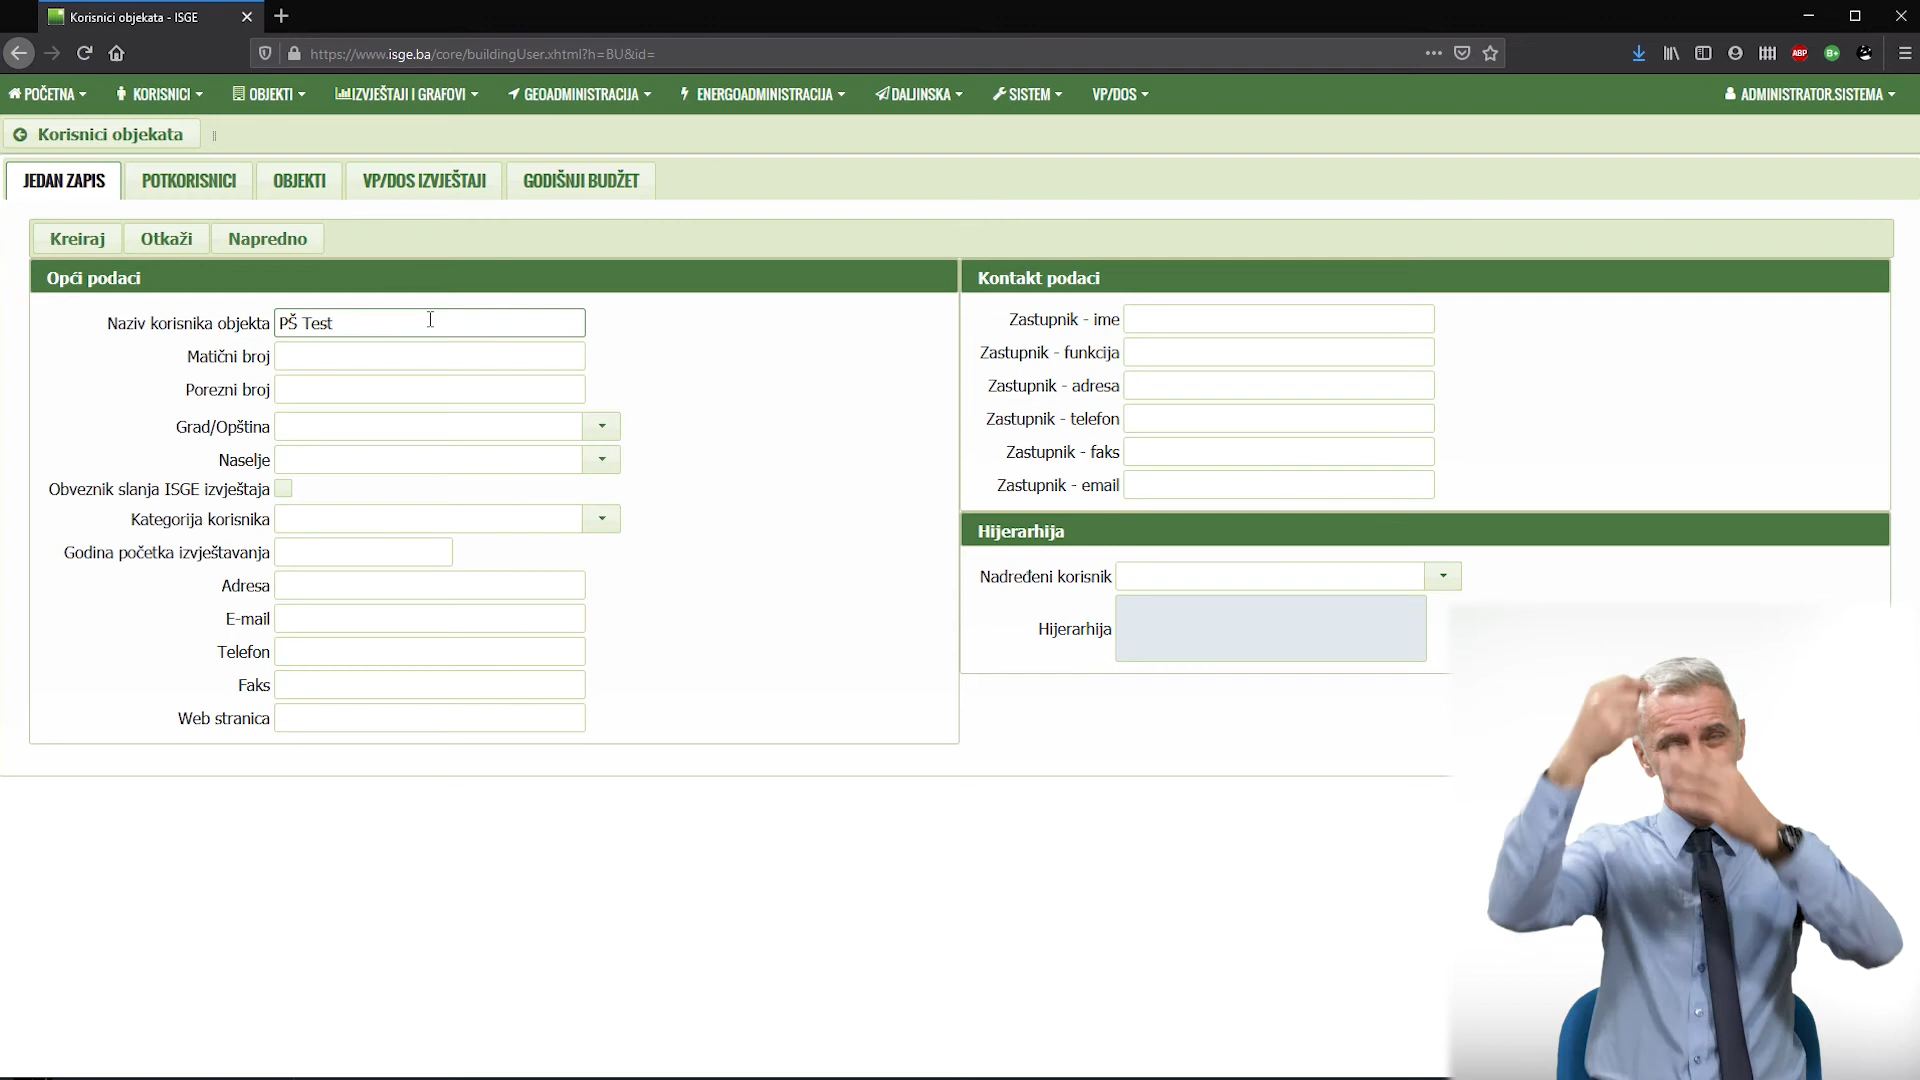 Korisnici objekata - ISGE
https://www.isge.ba/core/buildingUser.xhtml?h=BU&id=
ABP
B+
POČETNA
KORISNICI
OBJEKTI
IZVJEŠTAJI I GRAFOVI
GEOADMINISTRACIJA
ENERGOADMINISTRACIJA
DALJINSKA
SISTEM
VP/DOS
ADMINISTRATOR.SISTEMA
Korisnici objekata
JEDAN ZAPIS
POTKORISNICI
OBJEKTI
VP/DOS IZVJEŠTAJI
GODIŠNJI BUDŽET
Kreiraj
Otkaži
Napredno
Opći podaci
Naziv korisnika objekta PŠ Test
Matični broj
Porezni broj
Grad/Opština
Naselje
Obveznik slanja ISGE izvještaja
Kategorija korisnika
Godina početka izvještavanja
Adresa
E-mail
Telefon
Faks
Web stranica
Kontakt podaci
Zastupnik - ime
Zastupnik - funkcija
Zastupnik - adresa
Zastupnik - telefon
Zastupnik - faks
Zastupnik - email
Hijerarhija
Nadređeni korisnik
Hijerarhija